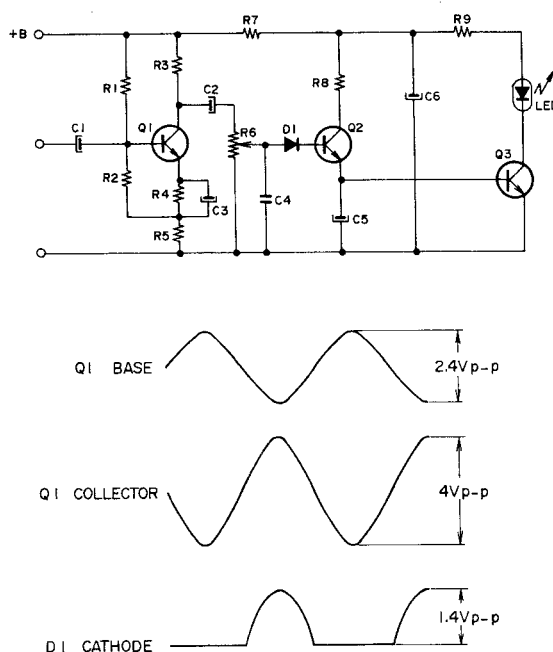 +B
R7
R9
R1
R3
C2
R8
C6
LED
C1
Q1
R6
D1
Q2
Q3
R2
R4
C3
C4
C5
R5
Q1 BASE
2.4Vp-p
Q1 COLLECTOR
4Vp-p
D1 CATHODE
1.4Vp-p